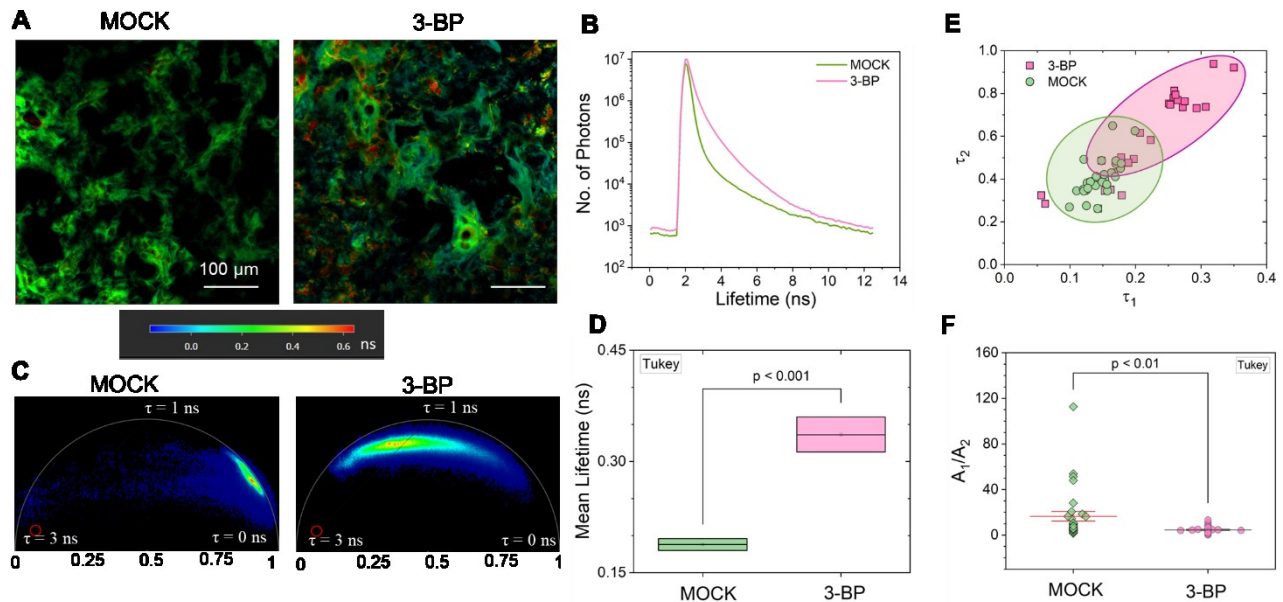 A
MOCK
3-BP
100 µm
0.0 0.2 0.4 0.6 ns
B
No. of Photons
10⁷
10⁶
10⁵
10⁴
10³
10²
MOCK
3-BP
0 2 4 6 8 10 12 14
Lifetime (ns)
C
MOCK
3-BP
τ = 1 ns
τ = 3 ns
τ = 0 ns
0 0.25 0.5 0.75 1
τ = 1 ns
τ = 3 ns
τ = 0 ns
0 0.25 0.5 0.75 1
D
Mean Lifetime (ns)
0.45
0.30
0.15
Tukey
p < 0.001
MOCK 3-BP
E
τ₂
1.0
0.8
0.6
0.4
0.2
0.0
3-BP
MOCK
0.0 0.1 0.2 0.3 0.4
τ₁
F
A₁/A₂
160
120
80
40
0
p < 0.01
Tukey
MOCK 3-BP